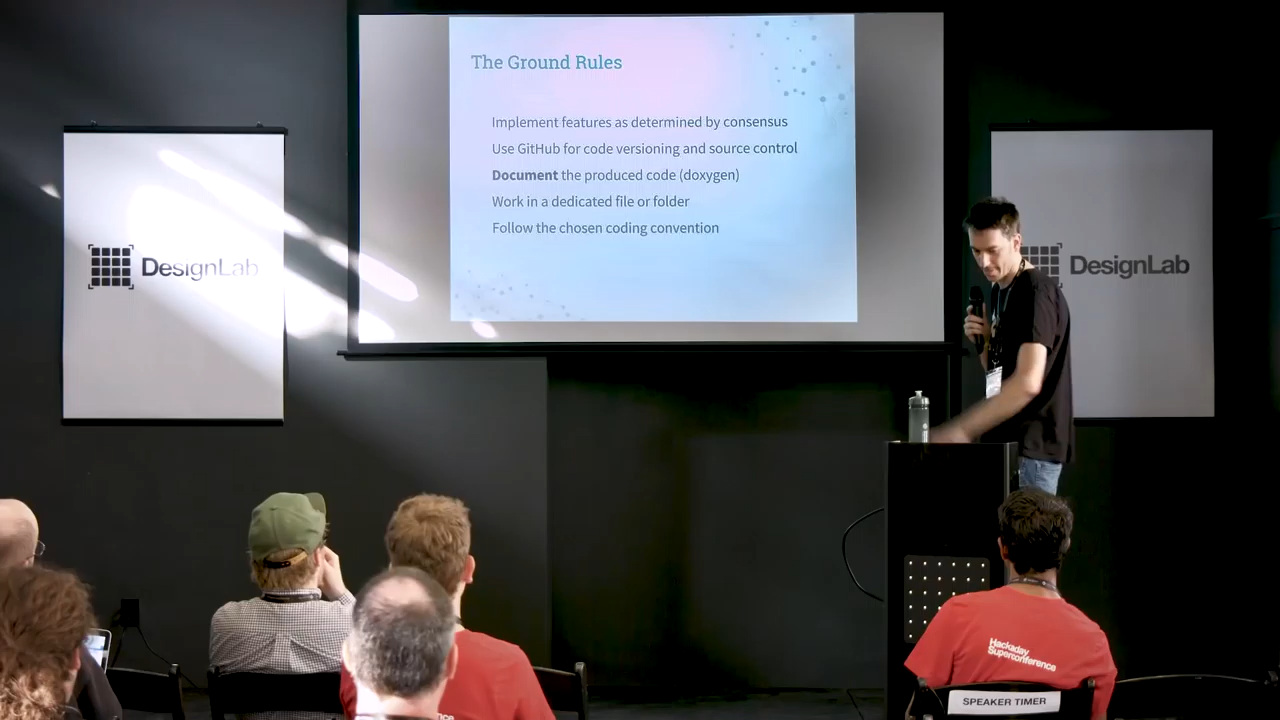 The Ground Rules
Implement features as determined by consensus
Use GitHub for code versioning and source control
Document the produced code (doxygen)
Work in a dedicated file or folder
Follow the chosen coding convention
DesignLab
DesignLab
Hackaday
Superconference
SPEAKER TIMER